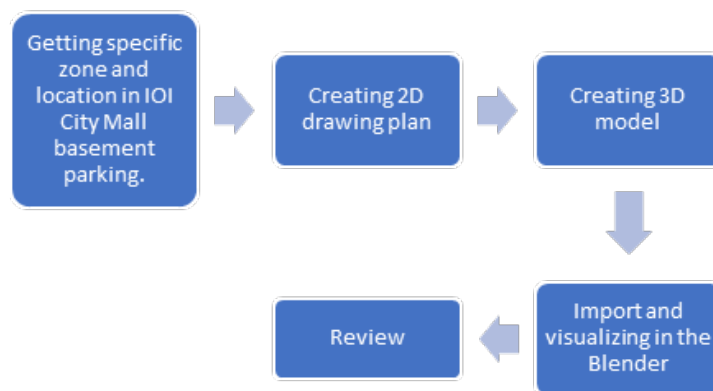 Getting specific
zone and
location in IOI
City Mall
basement
parking.
Creating 2D
drawing plan
Creating 3D
model
Import and
visualizing in the
Blender
Review